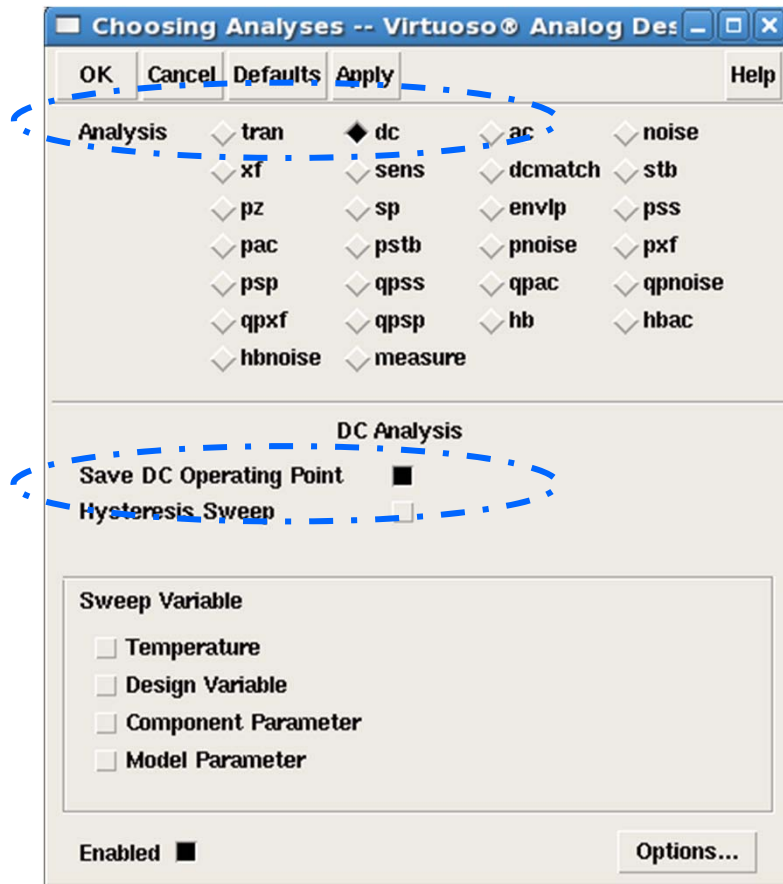 Choosing Analyses -- Virtuoso® Analog Des
OK Cancel Defaults Apply Help
Analysis tran dc ac noise
xf sens dcmatch stb
pz sp envlp pss
pac pstb pnoise pxf
psp qpss qpac qpnoise
qpxf qpsp hb hbac
hbnoise measure
DC Analysis
Save DC Operating Point
Hysteresis Sweep
Sweep Variable
Temperature
Design Variable
Component Parameter
Model Parameter
Enabled Options...